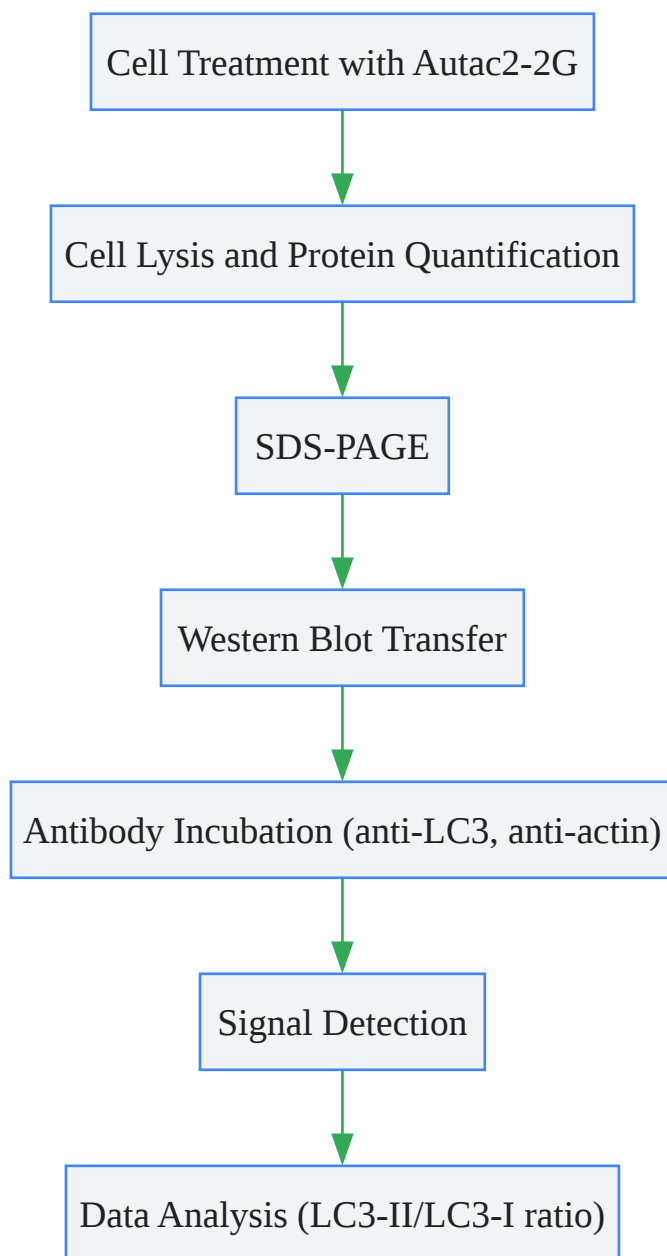 Cell Treatment with Autac2-2G
Cell Lysis and Protein Quantification
SDS-PAGE
Western Blot Transfer
Antibody Incubation (anti-LC3, anti-actin)
Signal Detection
Data Analysis (LC3-II/LC3-I ratio)